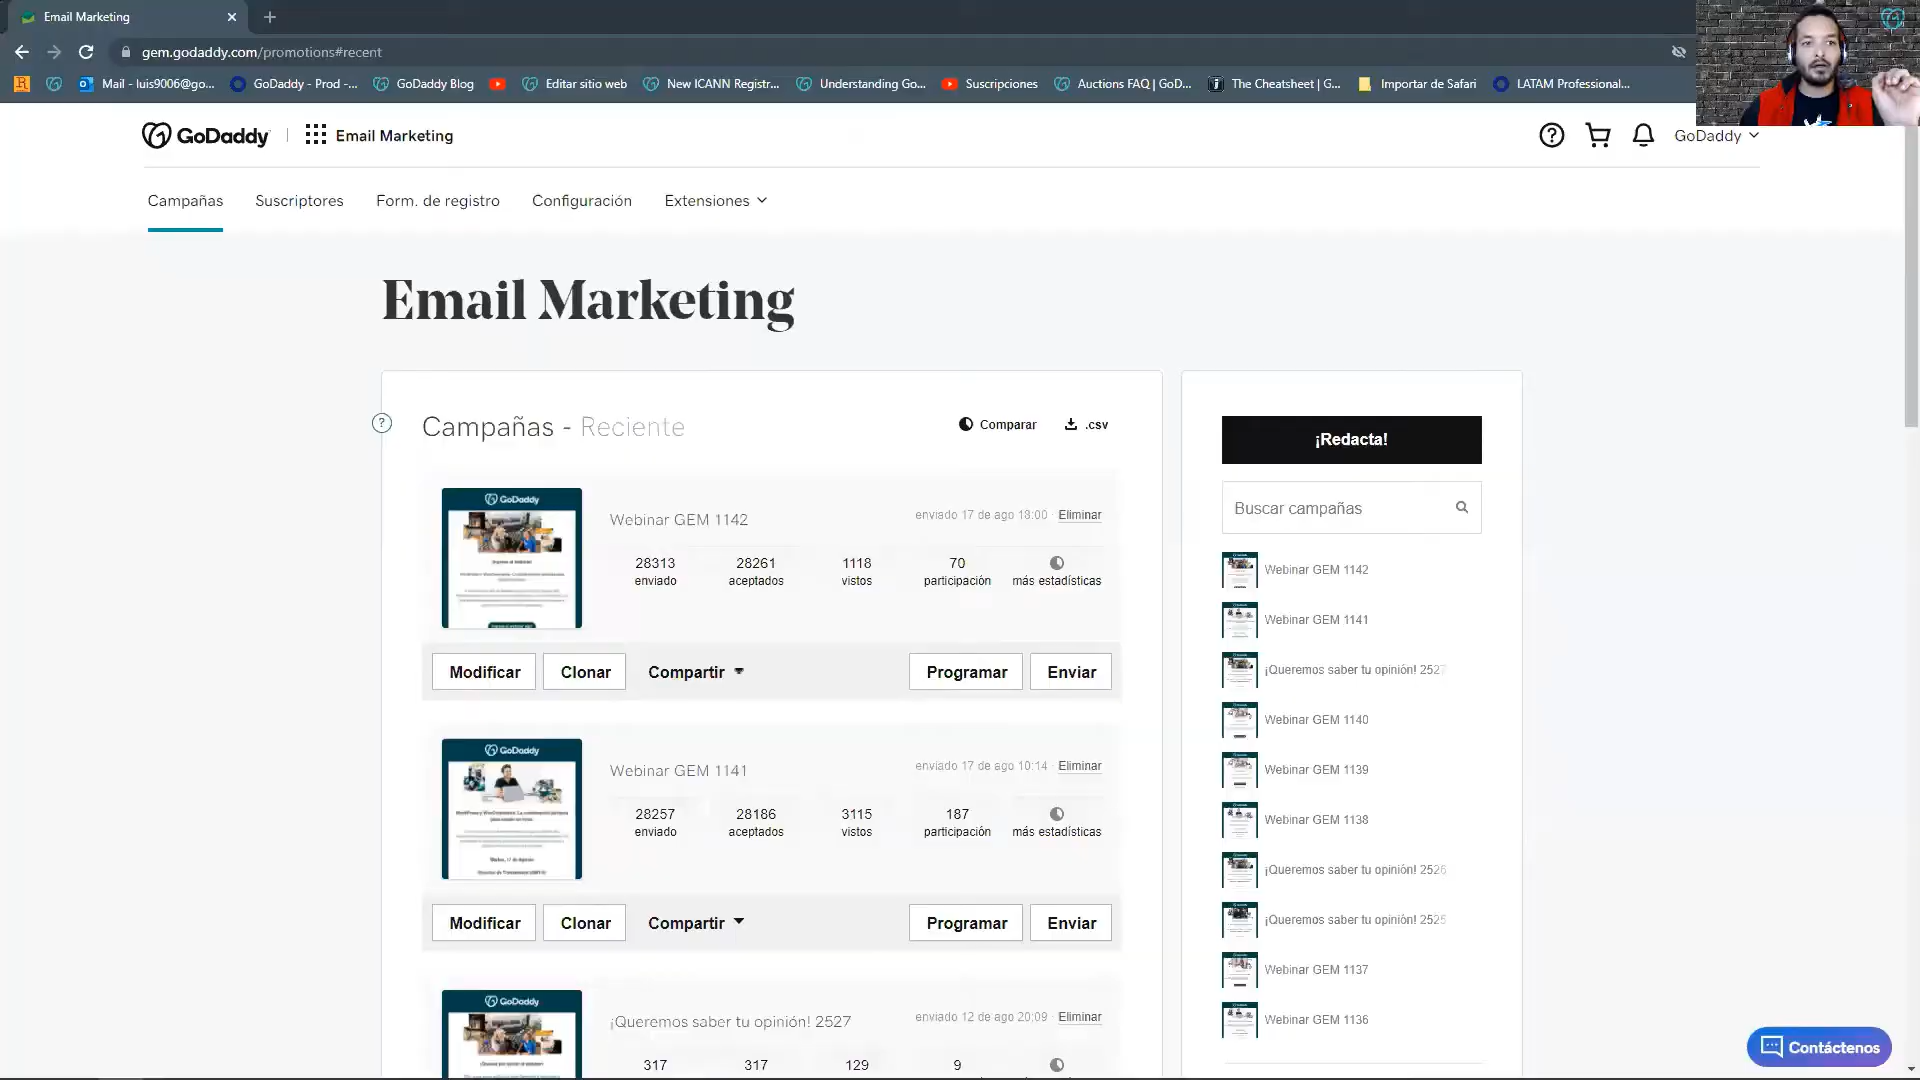 Email Marketing
gem.godaddy.com/promotions#recent
Mail - luis9006@go...
GoDaddy - Prod -...
GoDaddy Blog
Editar sitio web
New ICANN Registr...
Understanding Go...
Suscripciones
Auctions FAQ | GoD...
The Cheatsheet | G...
Importar de Safari
LATAM Professional...
GoDaddy
Email Marketing
GoDaddy
Campañas
Suscriptores
Form. de registro
Configuración
Extensiones
Email Marketing
?
Campañas - Reciente
Comparar
.csv
GoDaddy
Webinar GEM 1142
enviado 17 de ago 18:00 · Eliminar
28313 28261 1118 70
enviado aceptados vistos participación más estadísticas
Modificar Clonar Compartir Programar Enviar
GoDaddy
Webinar GEM 1141
enviado 17 de ago 10:14 · Eliminar
28257 28186 3115 187
enviado aceptados vistos participación más estadísticas
Modificar Clonar Compartir Programar Enviar
GoDaddy
¡Queremos saber tu opinión! 2527
enviado 12 de ago 20:09 · Eliminar
317 317 129 9
¡Redacta!
Buscar campañas
Webinar GEM 1142
Webinar GEM 1141
¡Queremos saber tu opinión! 2527
Webinar GEM 1140
Webinar GEM 1139
Webinar GEM 1138
¡Queremos saber tu opinión! 2526
¡Queremos saber tu opinión! 2525
Webinar GEM 1137
Webinar GEM 1136
Contáctenos